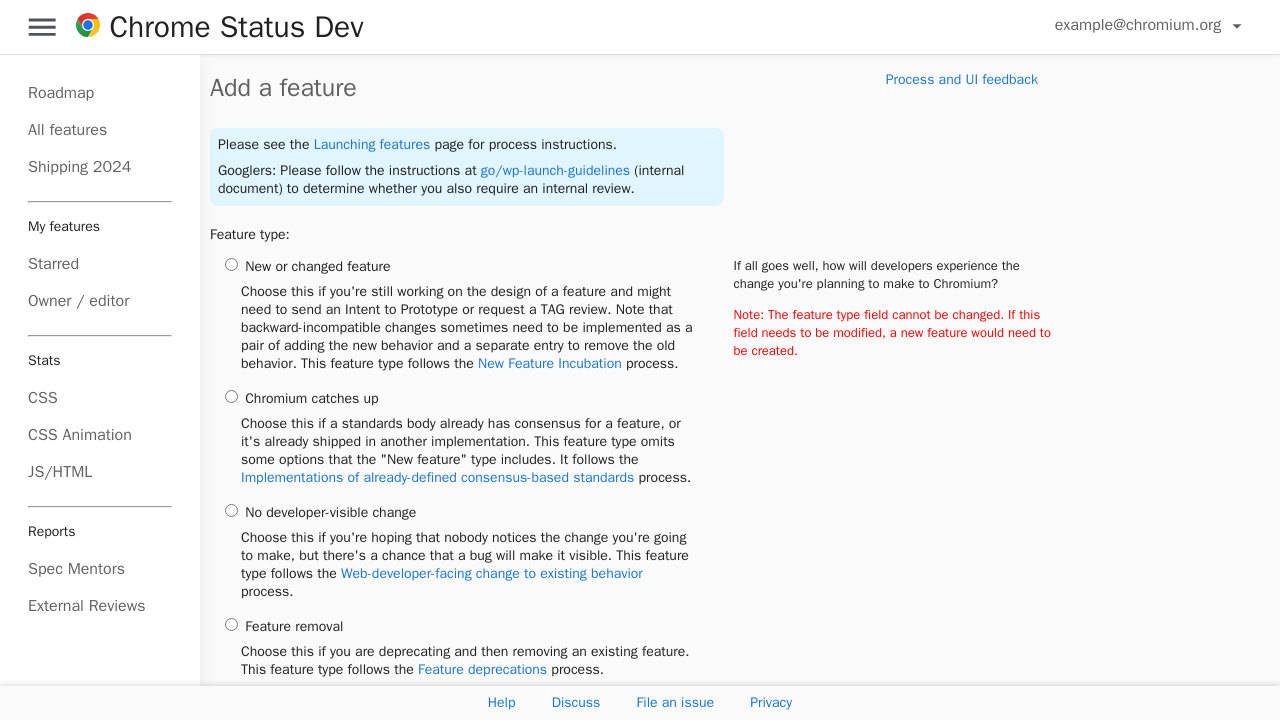 Chrome Status Dev
example@chromium.org
Roadmap
All features
Shipping 2024
My features
Starred
Owner / editor
Stats
CSS
CSS Animation
JS/HTML
Reports
Spec Mentors
External Reviews
Add a feature
Process and UI feedback
Please see the Launching features page for process instructions.
Googlers: Please follow the instructions at go/wp-launch-guidelines (internal
document) to determine whether you also require an internal review.
Feature type:
New or changed feature
Choose this if you're still working on the design of a feature and might
need to send an Intent to Prototype or request a TAG review. Note that
backward-incompatible changes sometimes need to be implemented as a
pair of adding the new behavior and a separate entry to remove the old
behavior. This feature type follows the New Feature Incubation process.
Chromium catches up
Choose this if a standards body already has consensus for a feature, or
it's already shipped in another implementation. This feature type omits
some options that the "New feature" type includes. It follows the
Implementations of already-defined consensus-based standards process.
No developer-visible change
Choose this if you're hoping that nobody notices the change you're going
to make, but there's a chance that a bug will make it visible. This feature
type follows the Web-developer-facing change to existing behavior
process.
Feature removal
Choose this if you are deprecating and then removing an existing feature.
This feature type follows the Feature deprecations process.
If all goes well, how will developers experience the
change you're planning to make to Chromium?
Note: The feature type field cannot be changed. If this
field needs to be modified, a new feature would need to
be created.
Help
Discuss
File an issue
Privacy